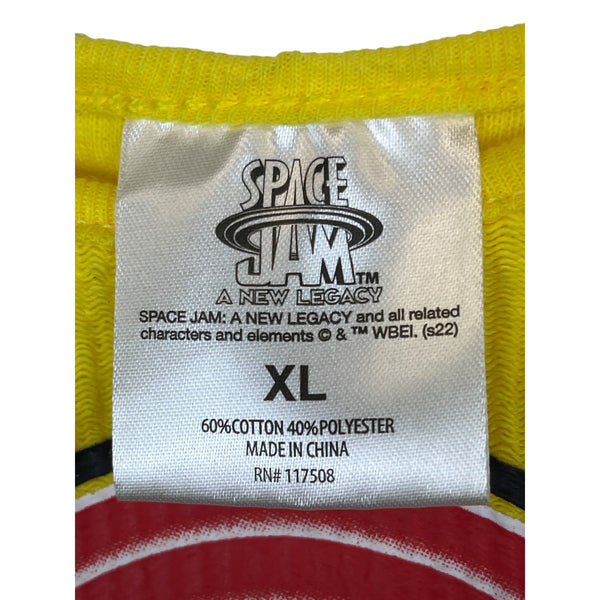 SPACE
JAM™
A NEW LEGACY
SPACE JAM: A NEW LEGACY and all related
characters and elements © & ™ WBEI. (s22)
XL
60%COTTON 40%POLYESTER
MADE IN CHINA
RN# 117508